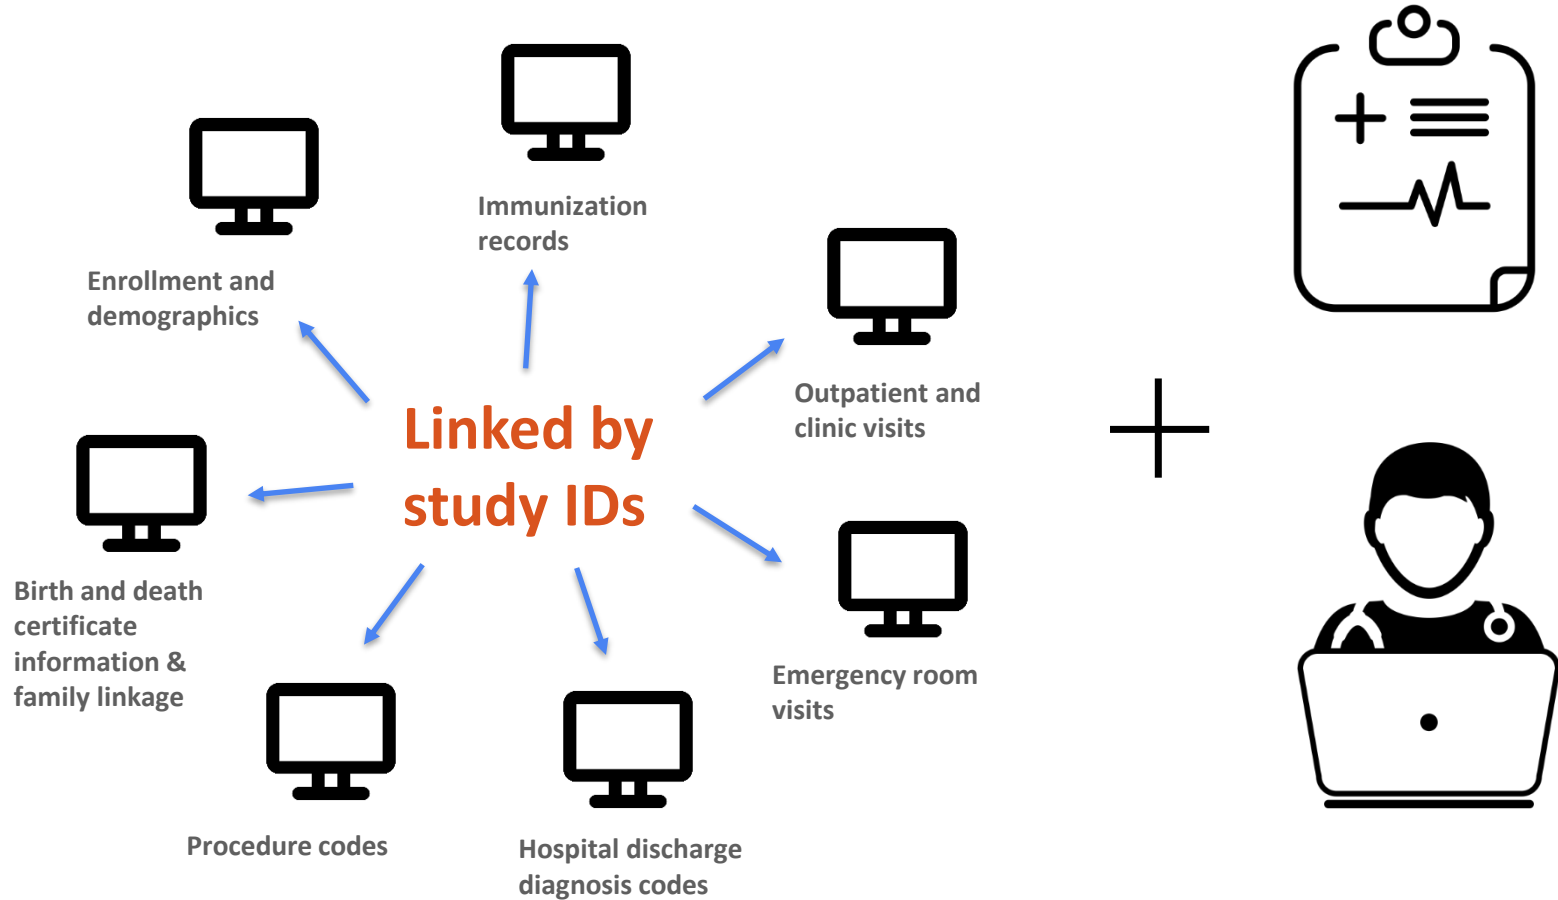 Immunization
records
Enrollment and
demographics
Outpatient and
clinic visits
Linked by
study IDs
Birth and death
certificate
information &
family linkage
Emergency room
visits
Procedure codes
Hospital discharge
diagnosis codes